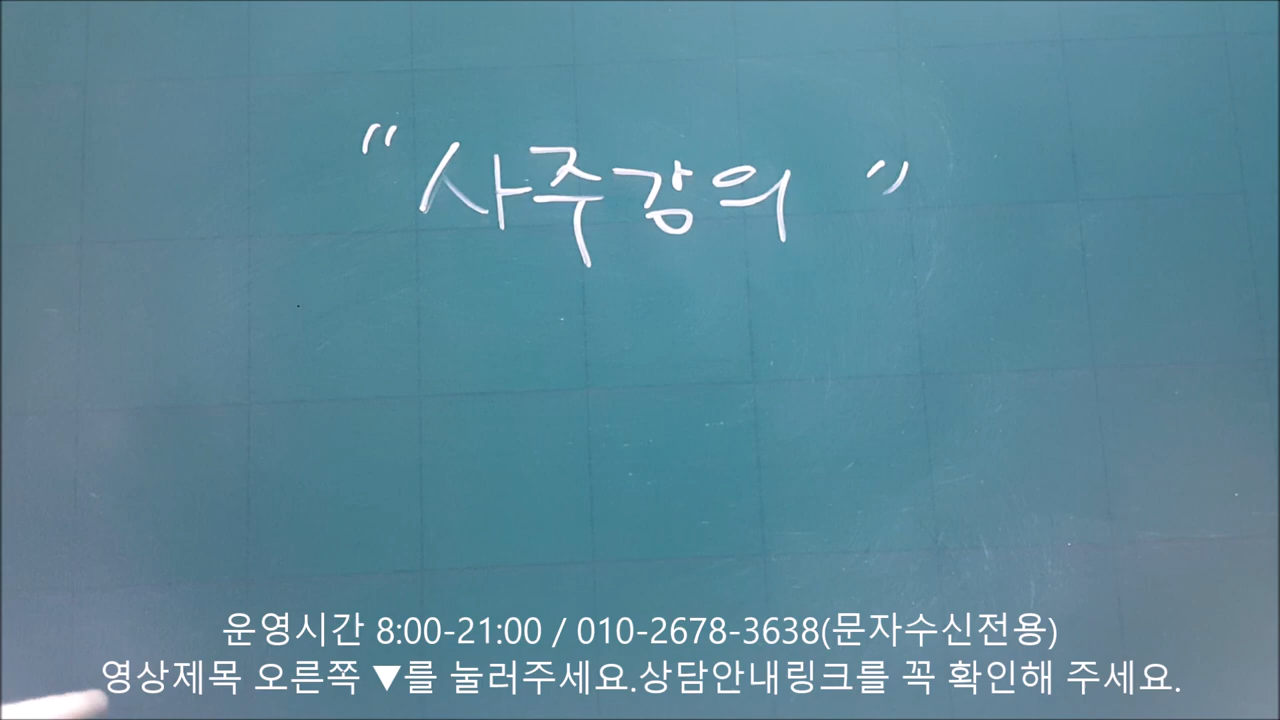 " 사주강의 "
운영시간 8:00-21:00 / 010-2678-3638(문자수신전용)
영상제목 오른쪽 ▼를 눌러주세요.상담안내링크를 꼭 확인해 주세요.